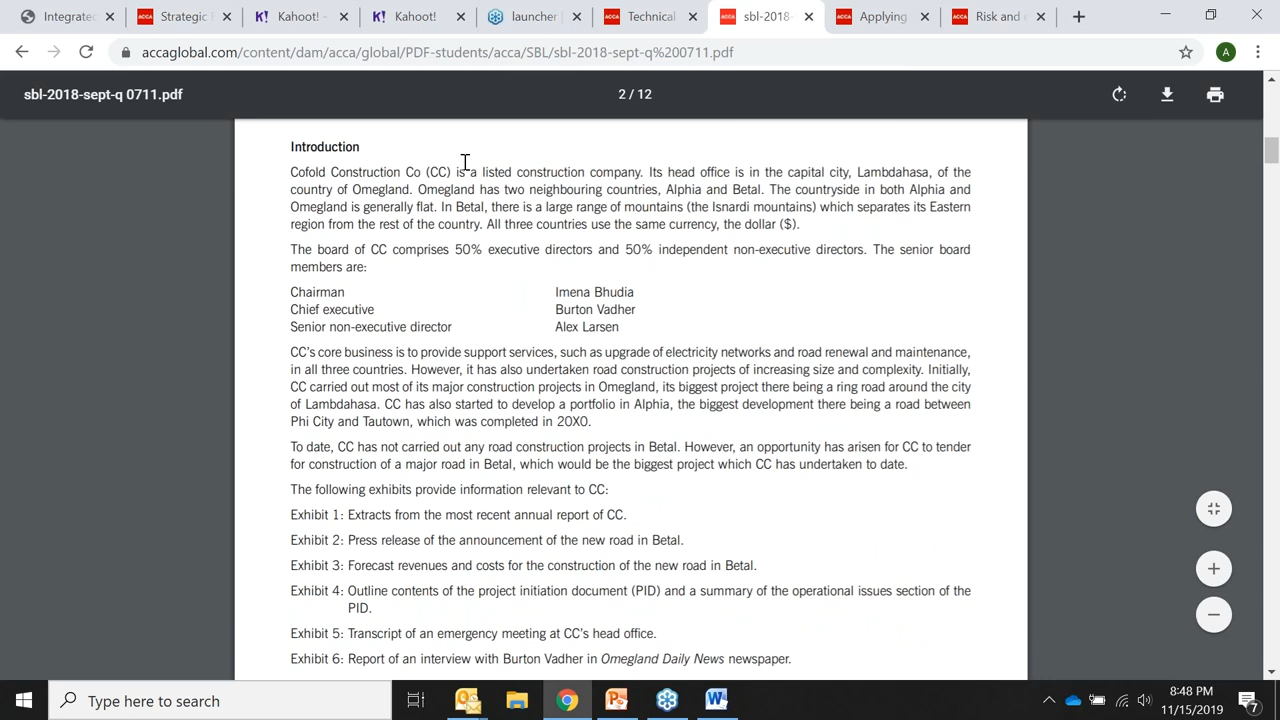 Integrated
Strategic
Kahoot! -
Kahoot!
launcher
Technical
sbl-2018-
Applying
Risk and
accaglobal.com/content/dam/acca/global/PDF-students/acca/SBL/sbl-2018-sept-q%200711.pdf
A
sbl-2018-sept-q 0711.pdf
2 / 12
Introduction
Cofold Construction Co (CC) is a listed construction company. Its head office is in the capital city, Lambdahasa, of the
country of Omegland. Omegland has two neighbouring countries, Alpha and Betal. The countryside in both Alphia and
Omegland is generally flat. In Betal, there is a large range of mountains (the Isnardi mountains) which separates its Eastern
region from the rest of the country. All three countries use the same currency, the dollar ($).
The board of CC comprises 50% executive directors and 50% independent non-executive directors. The senior board
members are:
Chairman Imena Bhudia
Chief executive Burton Vadher
Senior non-executive director Alex Larsen
CC's core business is to provide support services, such as upgrade of electricity networks and road renewal and maintenance,
in all three countries. However, it has also undertaken road construction projects of increasing size and complexity. Initially,
CC carried out most of its major construction projects in Omegland, its biggest project there being a ring road around the city
of Lambdahasa. CC has also started to develop a portfolio in Alphia, the biggest development there being a road between
Phi City and Tautown, which was completed in 20X0.
To date, CC has not carried out any road construction projects in Betal. However, an opportunity has arisen for CC to tender
for construction of a major road in Betal, which would be the biggest project which CC has undertaken to date.
The following exhibits provide information relevant to CC:
Exhibit 1: Extracts from the most recent annual report of CC.
Exhibit 2: Press release of the announcement of the new road in Betal.
Exhibit 3: Forecast revenues and costs for the construction of the new road in Betal.
Exhibit 4: Outline contents of the project initiation document (PID) and a summary of the operational issues section of the
PID.
Exhibit 5: Transcript of an emergency meeting at CC's head office.
Exhibit 6: Report of an interview with Burton Vadher in Omegland Daily News newspaper.
Type here to search
8:48 PM
11/15/2019
7